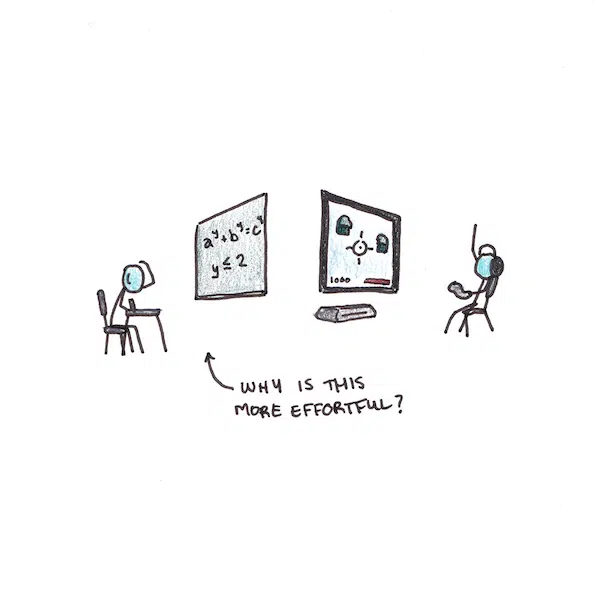 a^y + b^y = c^y
y ≤ 2
1000
WHY IS THIS
MORE EFFORTFUL?